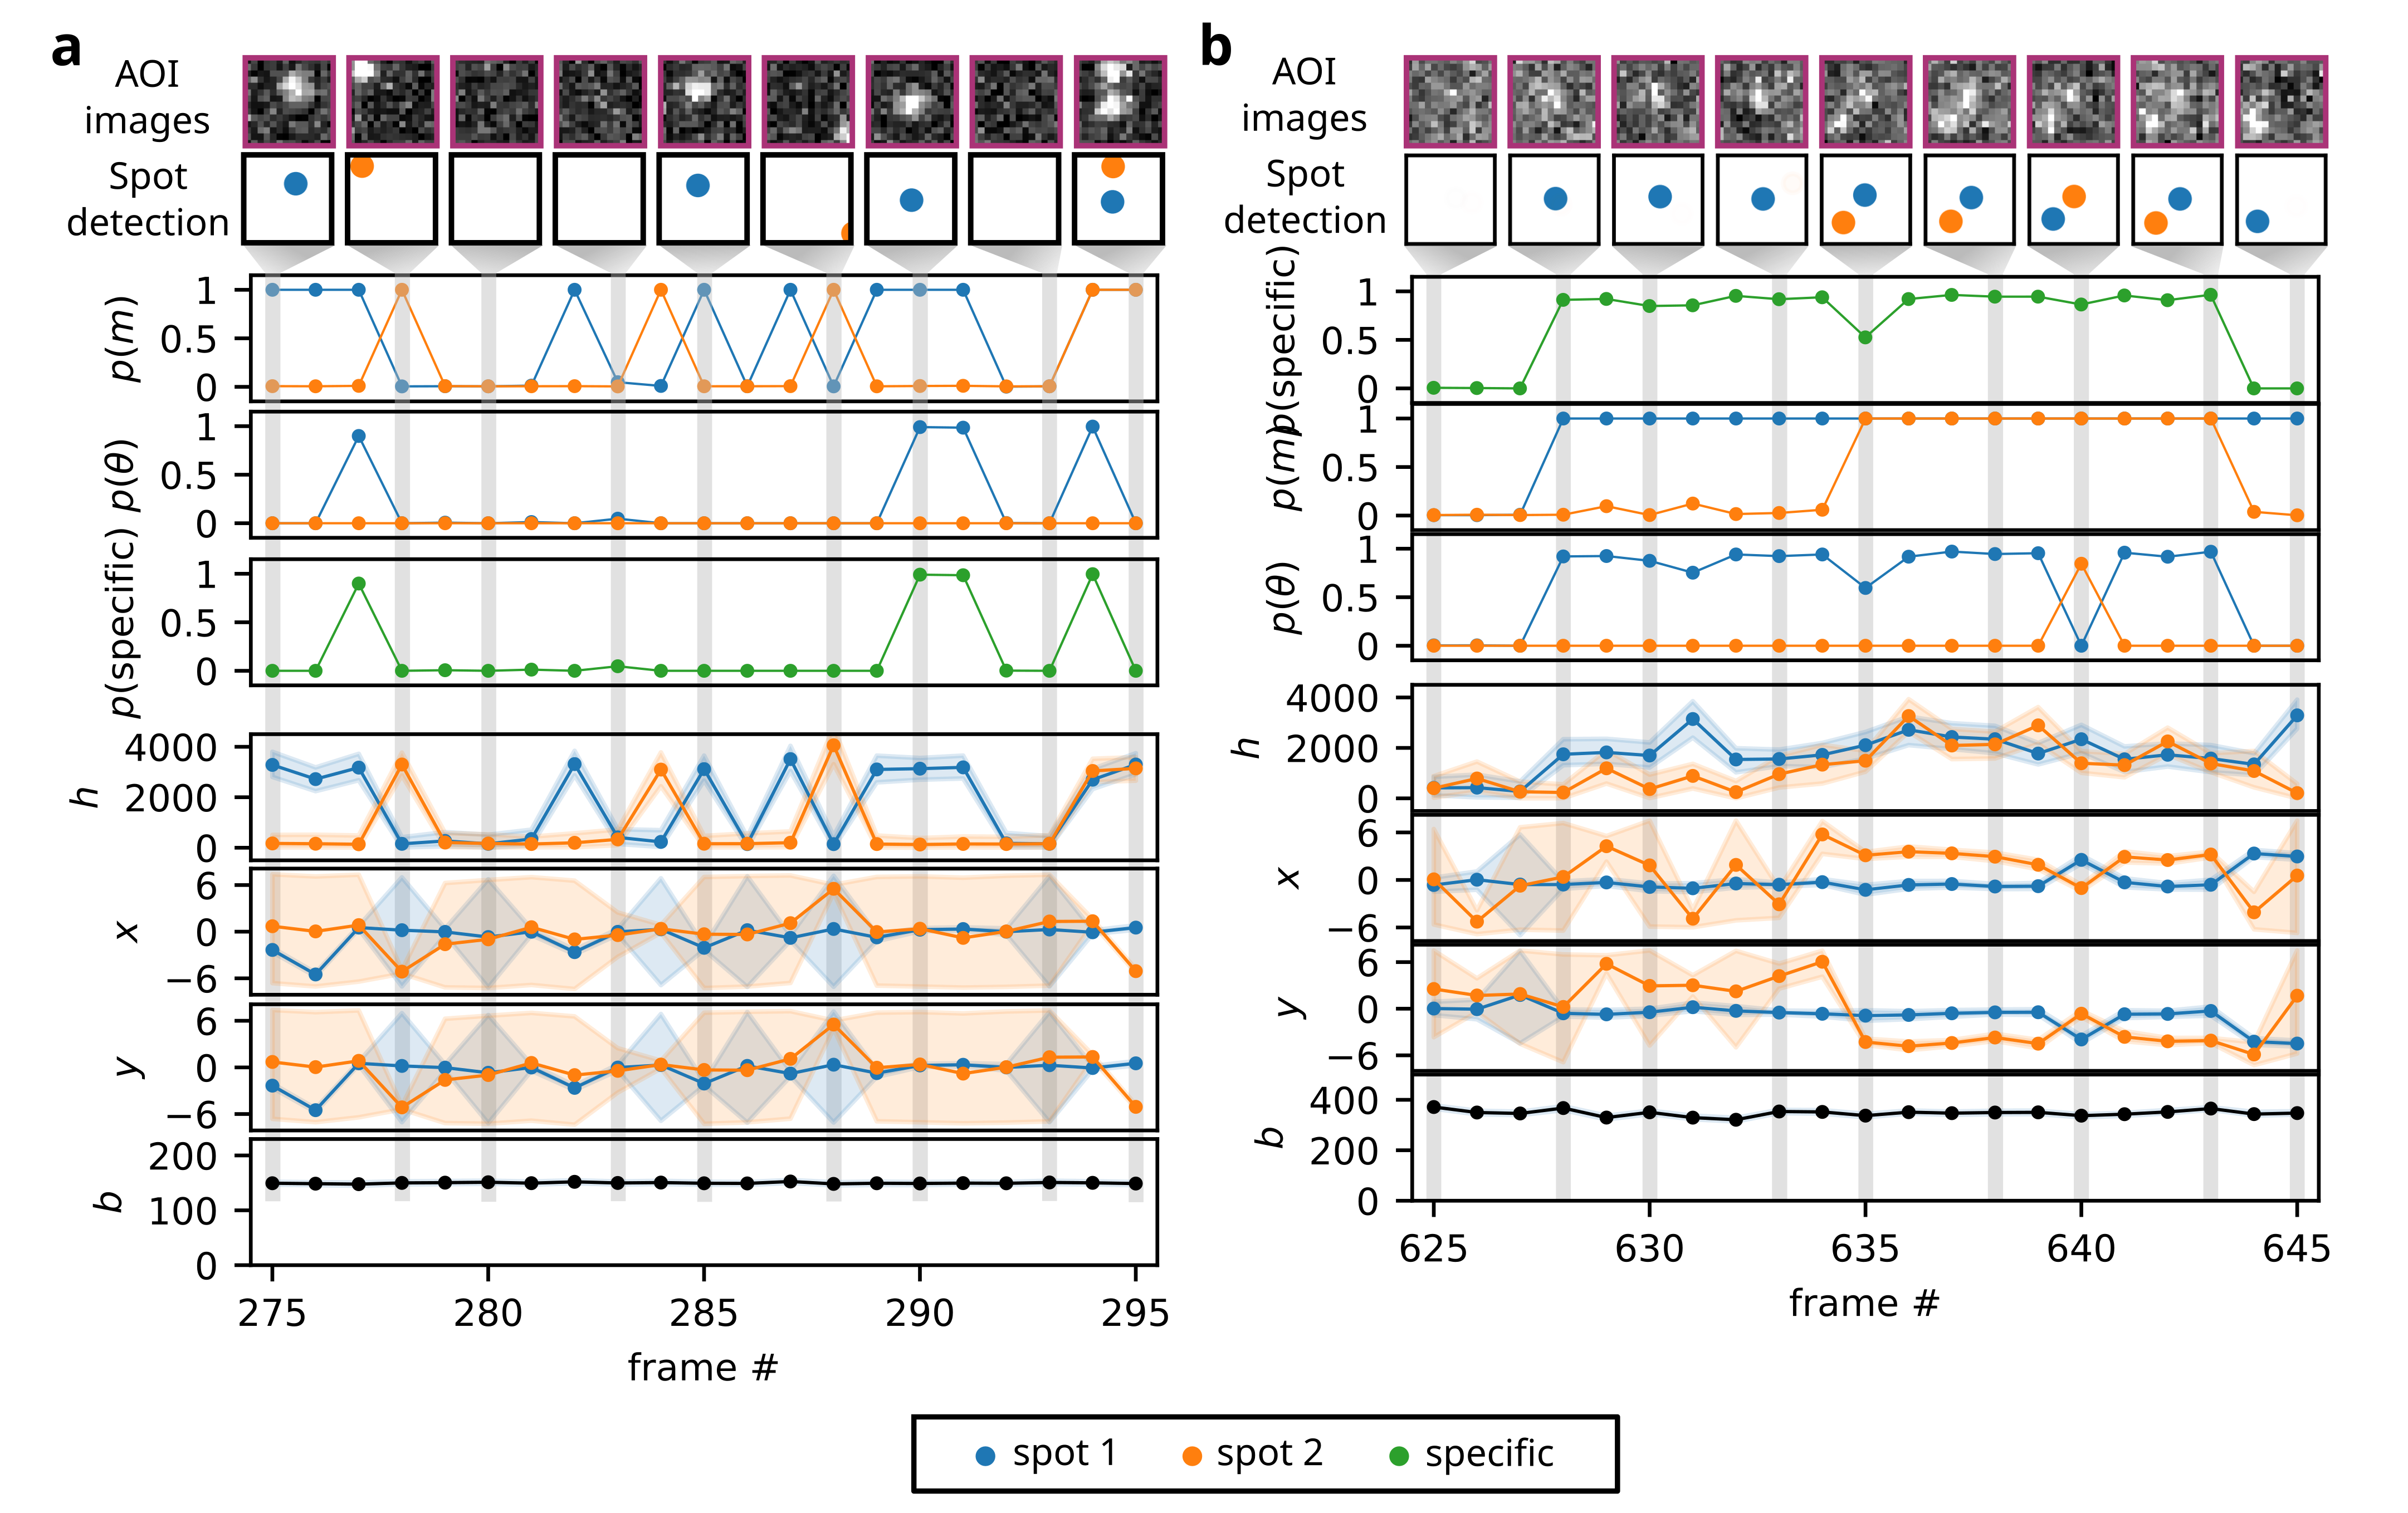 a
AOI
images
Spot
detection
p(m)
1
0.5
0
p(θ)
1
0.5
0
p(specific)
1
0.5
0
h
4000
2000
0
x
6
0
−6
y
6
0
−6
b
200
100
0
275 280 285 290 295
frame #
b
AOI
images
Spot
detection
p(specific)
1
0.5
0
p(m)
1
0.5
0
p(θ)
1
0.5
0
h
4000
2000
0
x
6
0
−6
y
6
0
−6
b
400
200
0
625 630 635 640 645
frame #
spot 1 spot 2 specific